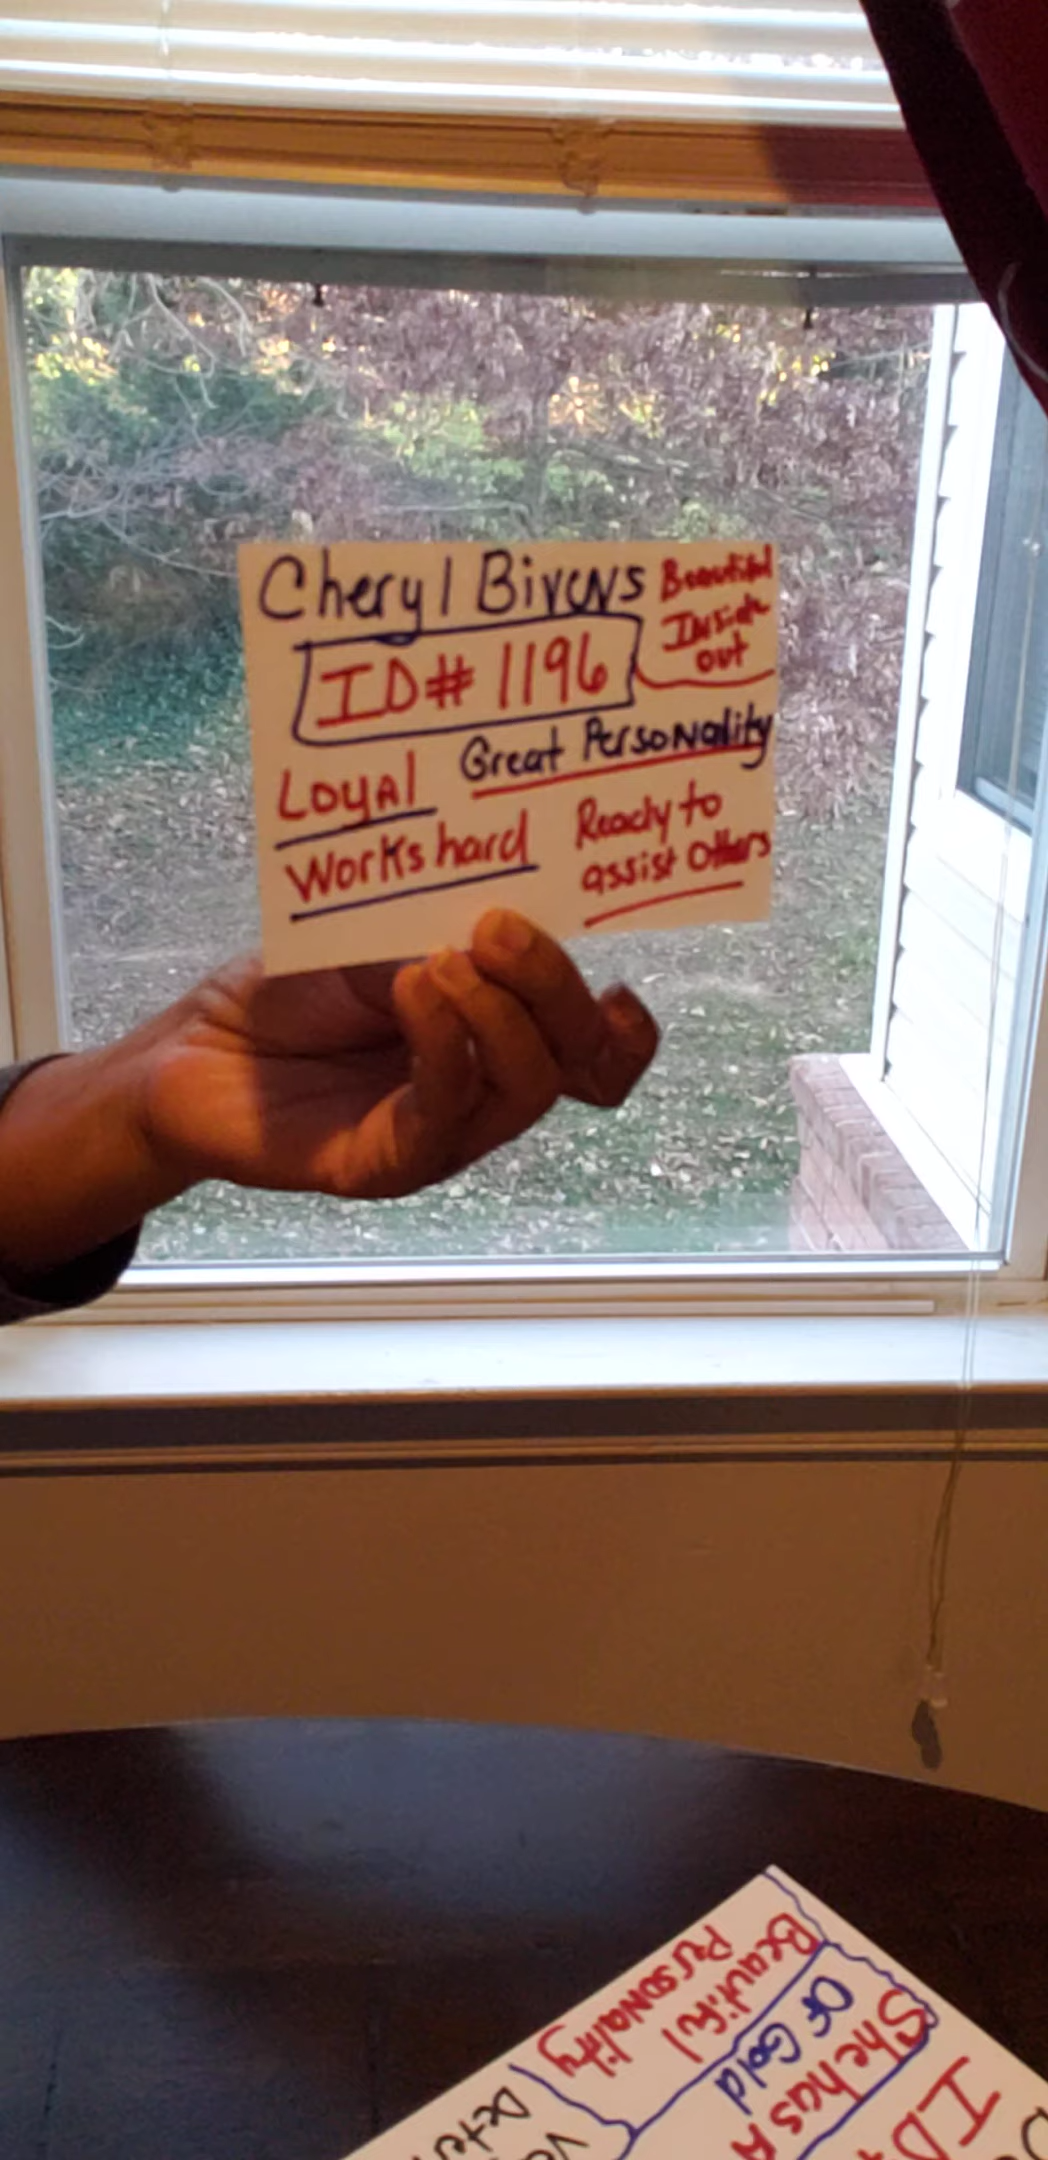 Cheryl Bivens
Beautiful
Inside
out
ID# 1196
Great Personality
Loyal
Works hard
Ready to
assist others
Beautiful
Personality
She has A
OF Gold